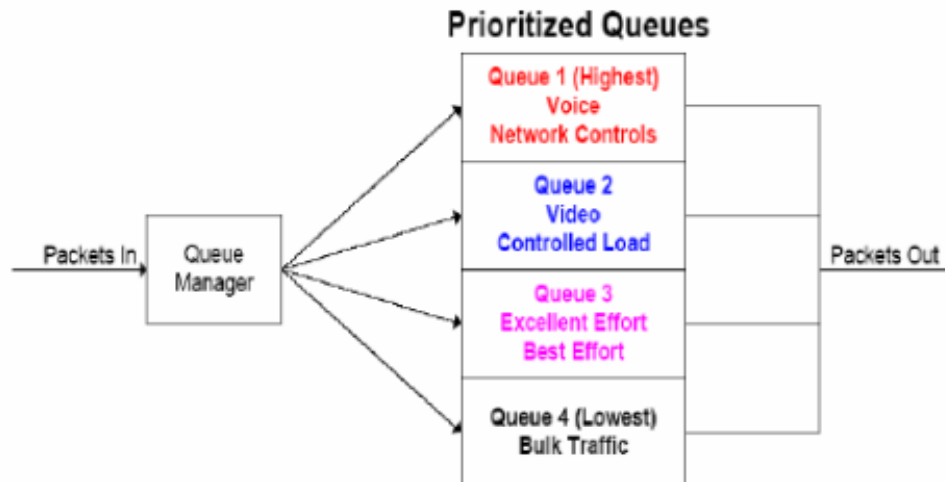 Prioritized Queues
Queue 1 (Highest)
Voice
Network Controls
Queue 2
Video
Controlled Load
Packets In
Queue
Manager
Packets Out
Queue 3
Excellent Effort
Best Effort
Queue 4 (Lowest)
Bulk Traffic